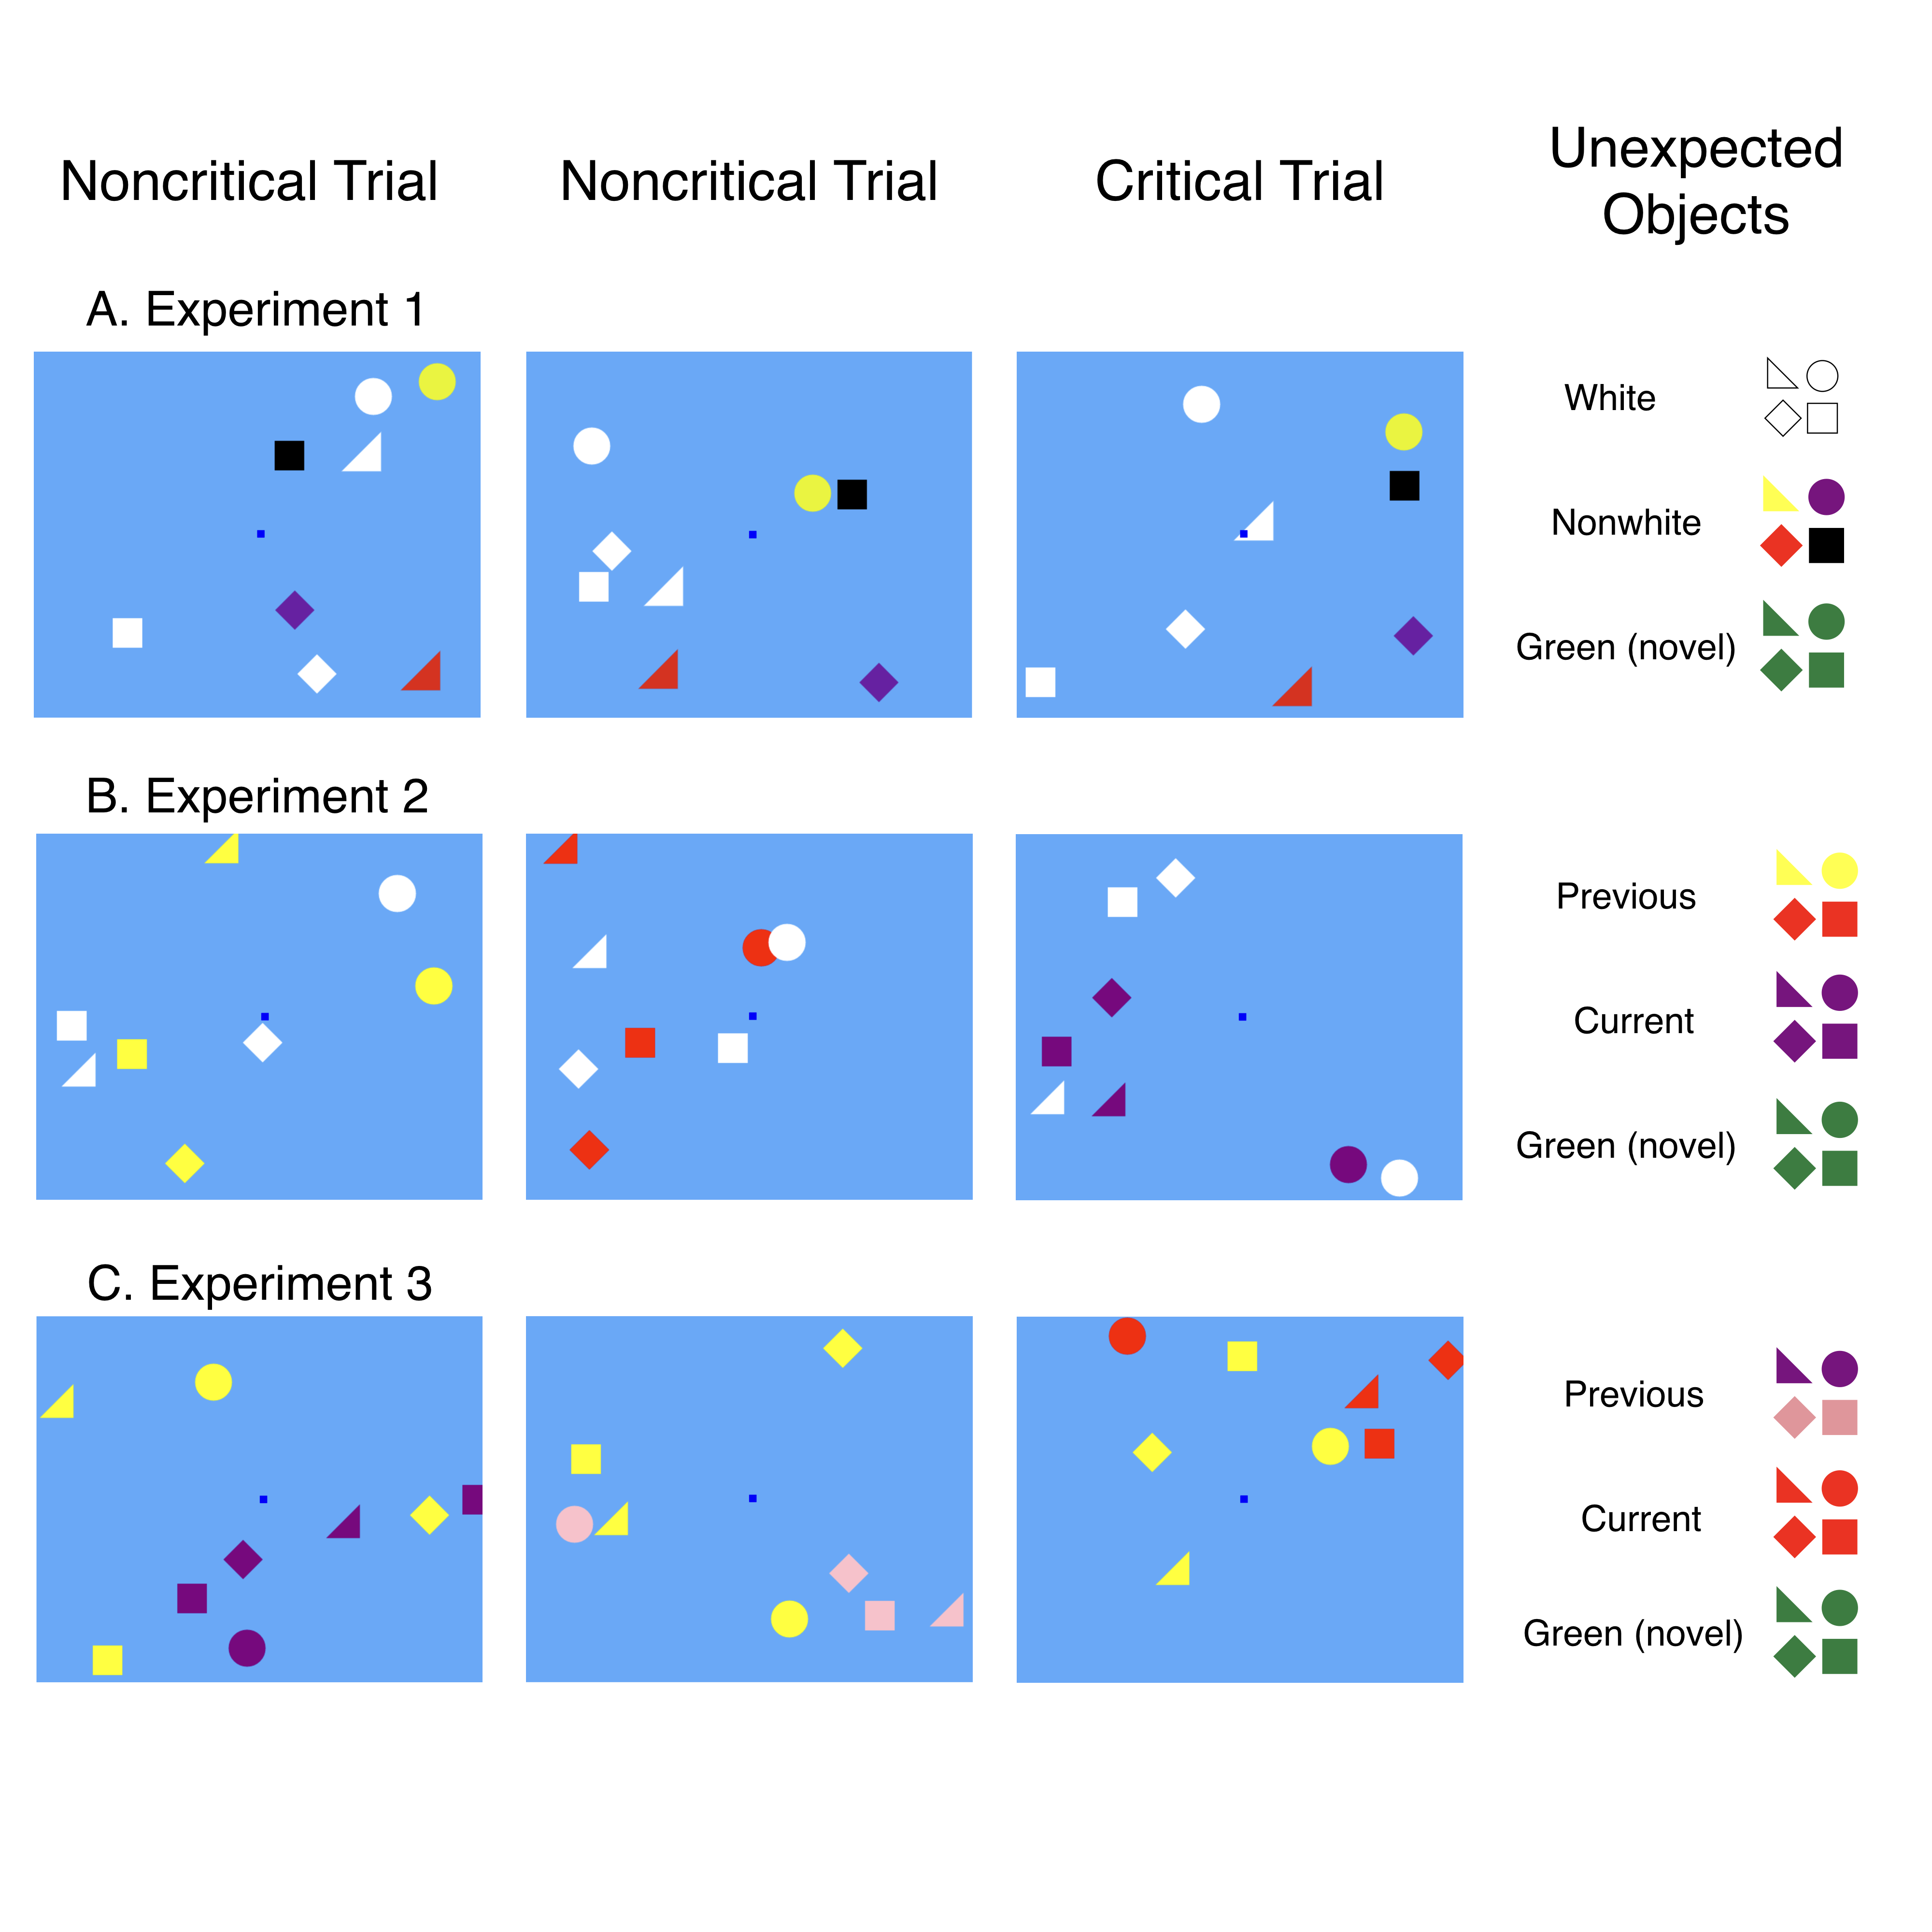 Noncritical Trial
Noncritical Trial
Critical Trial
Unexpected
Objects
A. Experiment 1
White
Nonwhite
Green (novel)
B. Experiment 2
Previous
Current
Green (novel)
C. Experiment 3
Previous
Current
Green (novel)